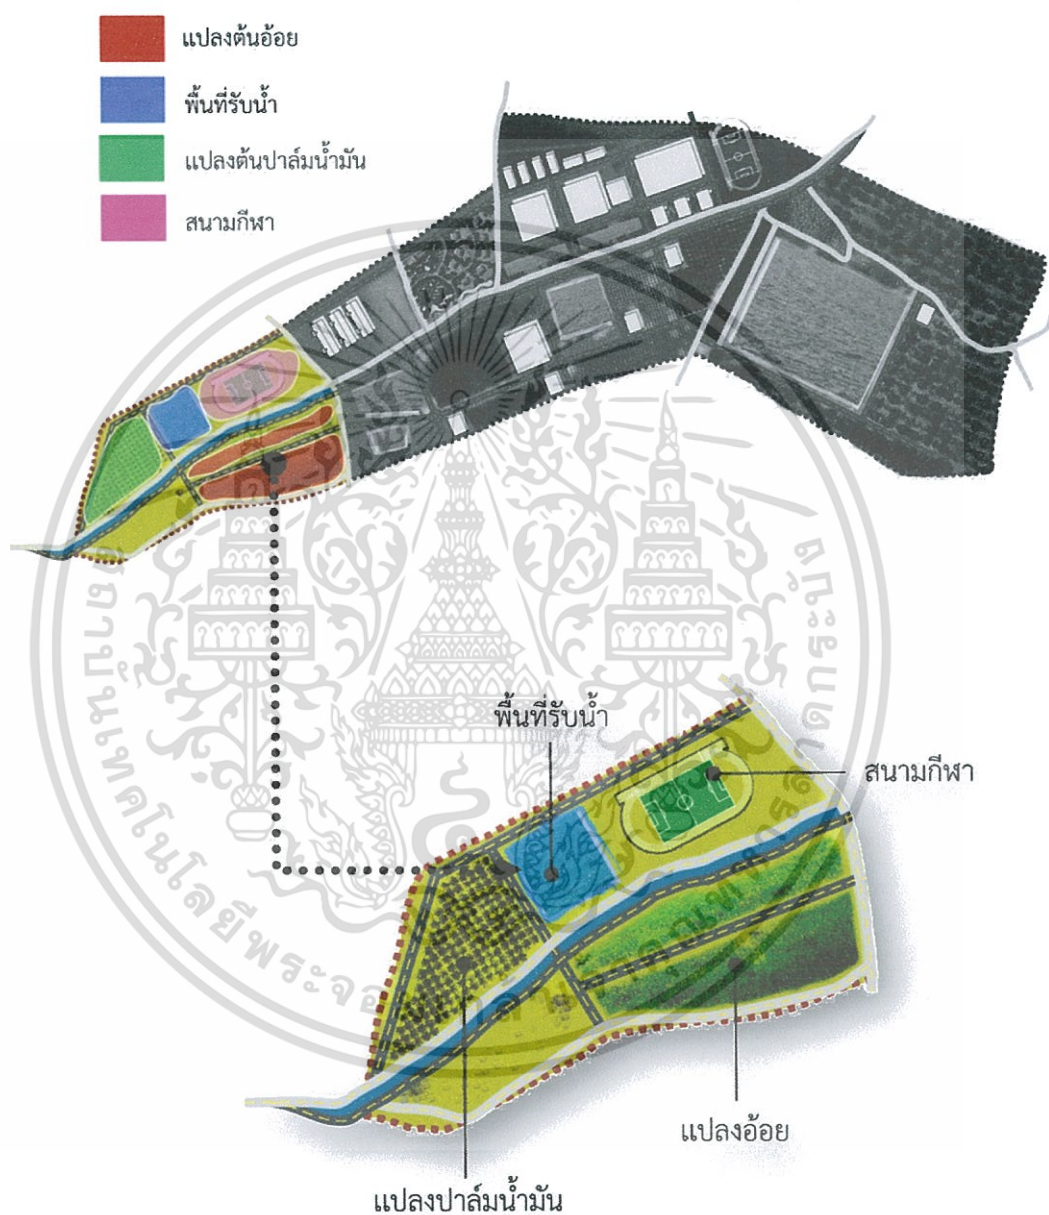 แปลงต้นอ้อย
พื้นที่รับน้ำ
แปลงต้นปาล์มน้ำมัน
สนามกีฬา
พื้นที่รับน้ำ
สนามกีฬา
แปลงอ้อย
แปลงปาล์มน้ำมัน